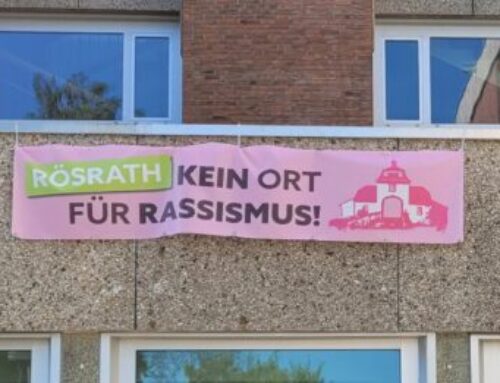 RÖSRATH KEIN ORT
FÜR RASSISMUS!